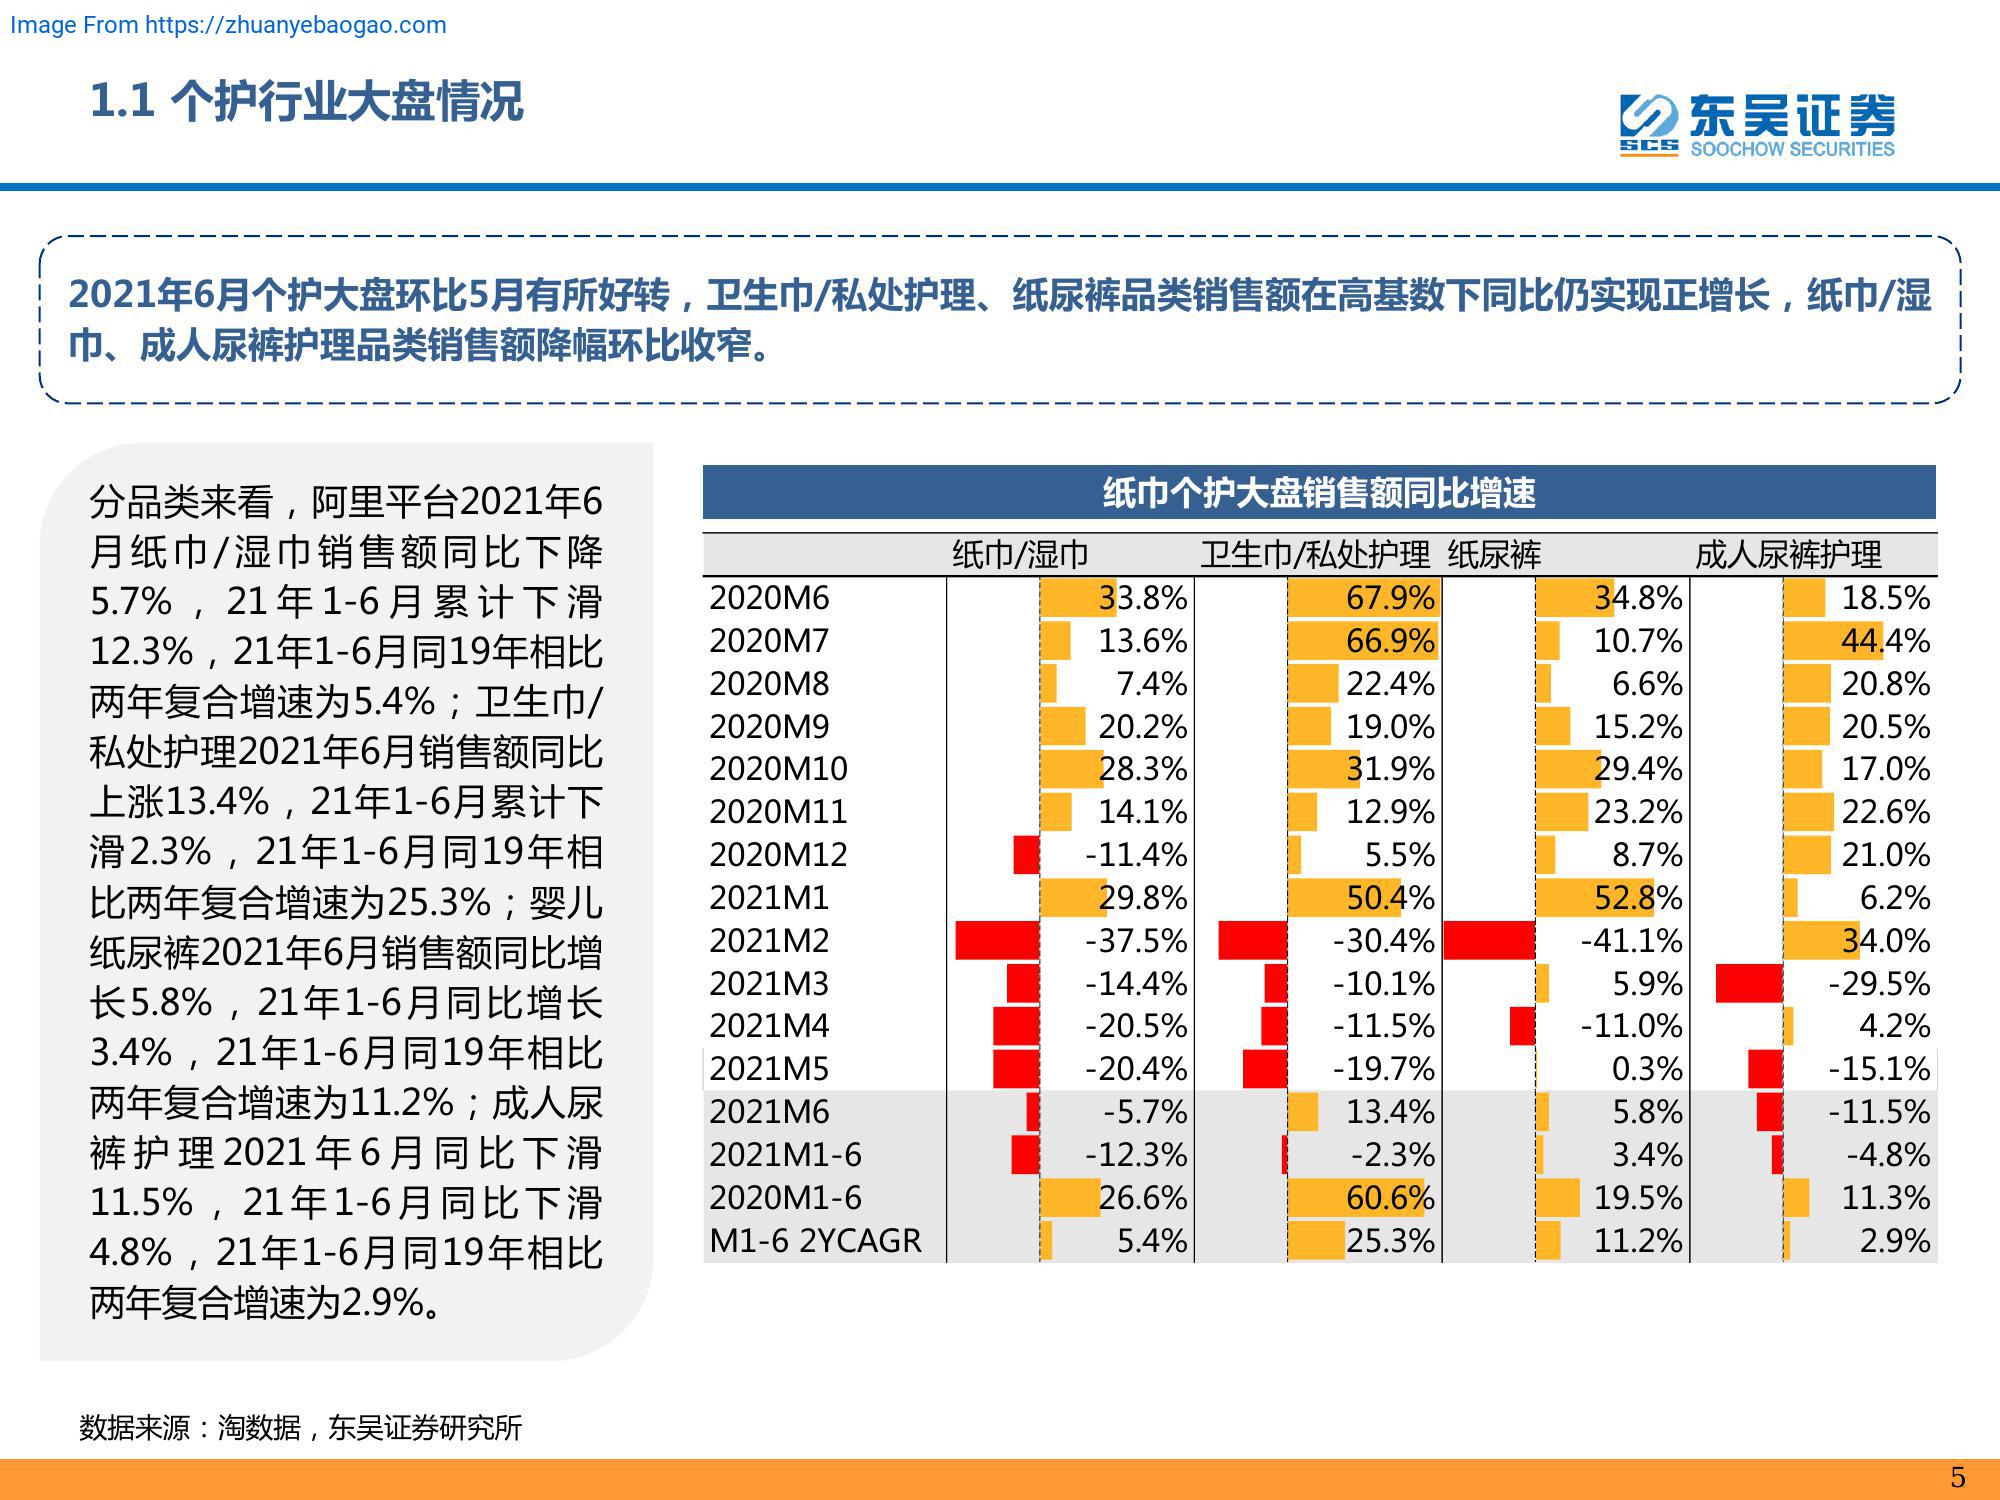 Image From https://zhuanyebaogao.com
1.1 个护行业大盘情况
东吴证券
SCS
SOOCHOW SECURITIES
2021年6月个护大盘环比5月有所好转，卫生巾/私处护理、纸尿裤品类销售额在高基数下同比仍实现正增长，纸巾/湿
巾、成人尿裤护理品类销售额降幅环比收窄。
分品类来看，阿里平台2021年6
月纸巾/湿巾销售额同比下降
5.7%，21年1-6月累计下滑
12.3%，21年1-6月同19年相比
两年复合增速为5.4%；卫生巾/
私处护理2021年6月销售额同比
上涨13.4%，21年1-6月累计下
滑2.3%，21年1-6月同19年相
比两年复合增速为25.3%；婴儿
纸尿裤2021年6月销售额同比增
长5.8%，21年1-6月同比增长
3.4%，21年1-6月同19年相比
两年复合增速为11.2%；成人尿
裤护理2021年6月同比下滑
11.5%，21年1-6月同比下滑
4.8%，21年1-6月同19年相比
两年复合增速为2.9%。
纸巾个护大盘销售额同比增速
纸巾/湿巾 卫生巾/私处护理 纸尿裤 成人尿裤护理
2020M6 33.8% 67.9% 34.8% 18.5%
2020M7 13.6% 66.9% 10.7% 44.4%
2020M8 7.4% 22.4% 6.6% 20.8%
2020M9 20.2% 19.0% 15.2% 20.5%
2020M10 28.3% 31.9% 29.4% 17.0%
2020M11 14.1% 12.9% 23.2% 22.6%
2020M12 -11.4% 5.5% 8.7% 21.0%
2021M1 29.8% 50.4% 52.8% 6.2%
2021M2 -37.5% -30.4% -41.1% 34.0%
2021M3 -14.4% -10.1% 5.9% -29.5%
2021M4 -20.5% -11.5% -11.0% 4.2%
2021M5 -20.4% -19.7% 0.3% -15.1%
2021M6 -5.7% 13.4% 5.8% -11.5%
2021M1-6 -12.3% -2.3% 3.4% -4.8%
2020M1-6 26.6% 60.6% 19.5% 11.3%
M1-6 2YCAGR 5.4% 25.3% 11.2% 2.9%
数据来源：淘数据，东吴证券研究所
5